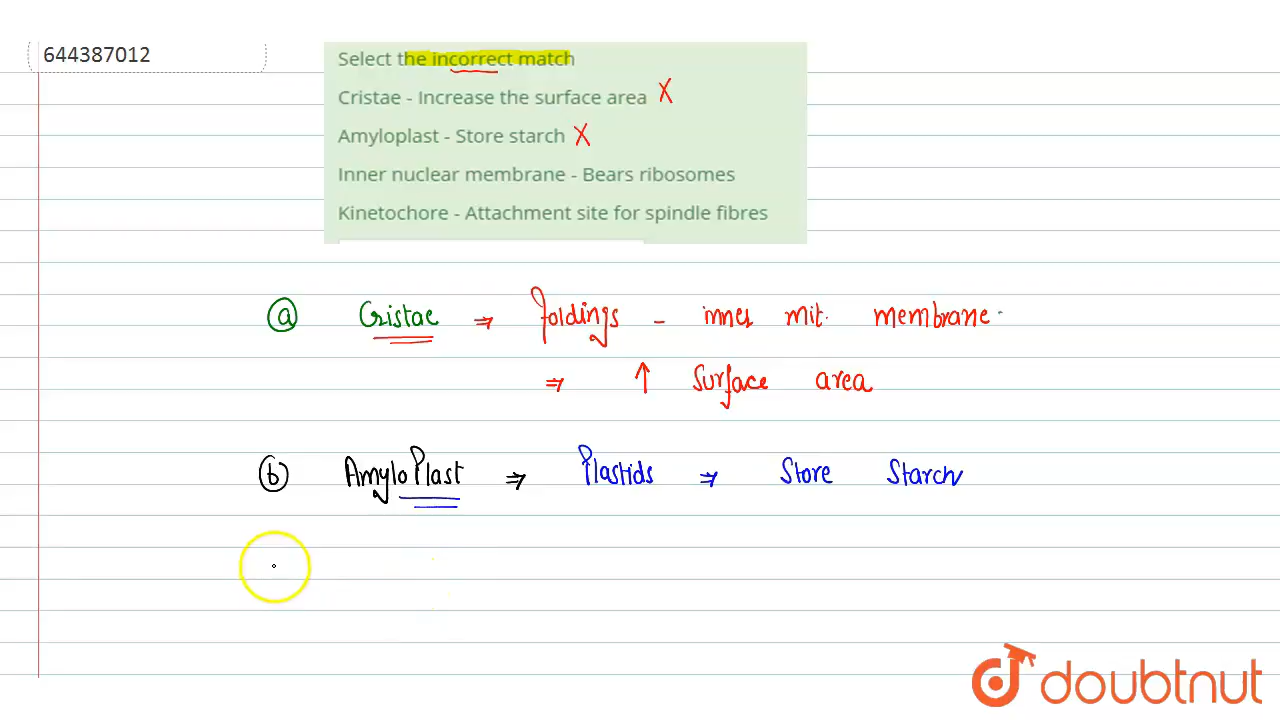 644387012
Select the incorrect match
Cristae - Increase the surface area X
Amyloplast - Store starch X
Inner nuclear membrane - Bears ribosomes
Kinetochore - Attachment site for spindle fibres
a Cristae ⇒ foldings - inner mit. membrane
⇒ ↑ Surface area
b AmyloPlast ⇒ Plastids ⇒ Store Starch
doubtnut